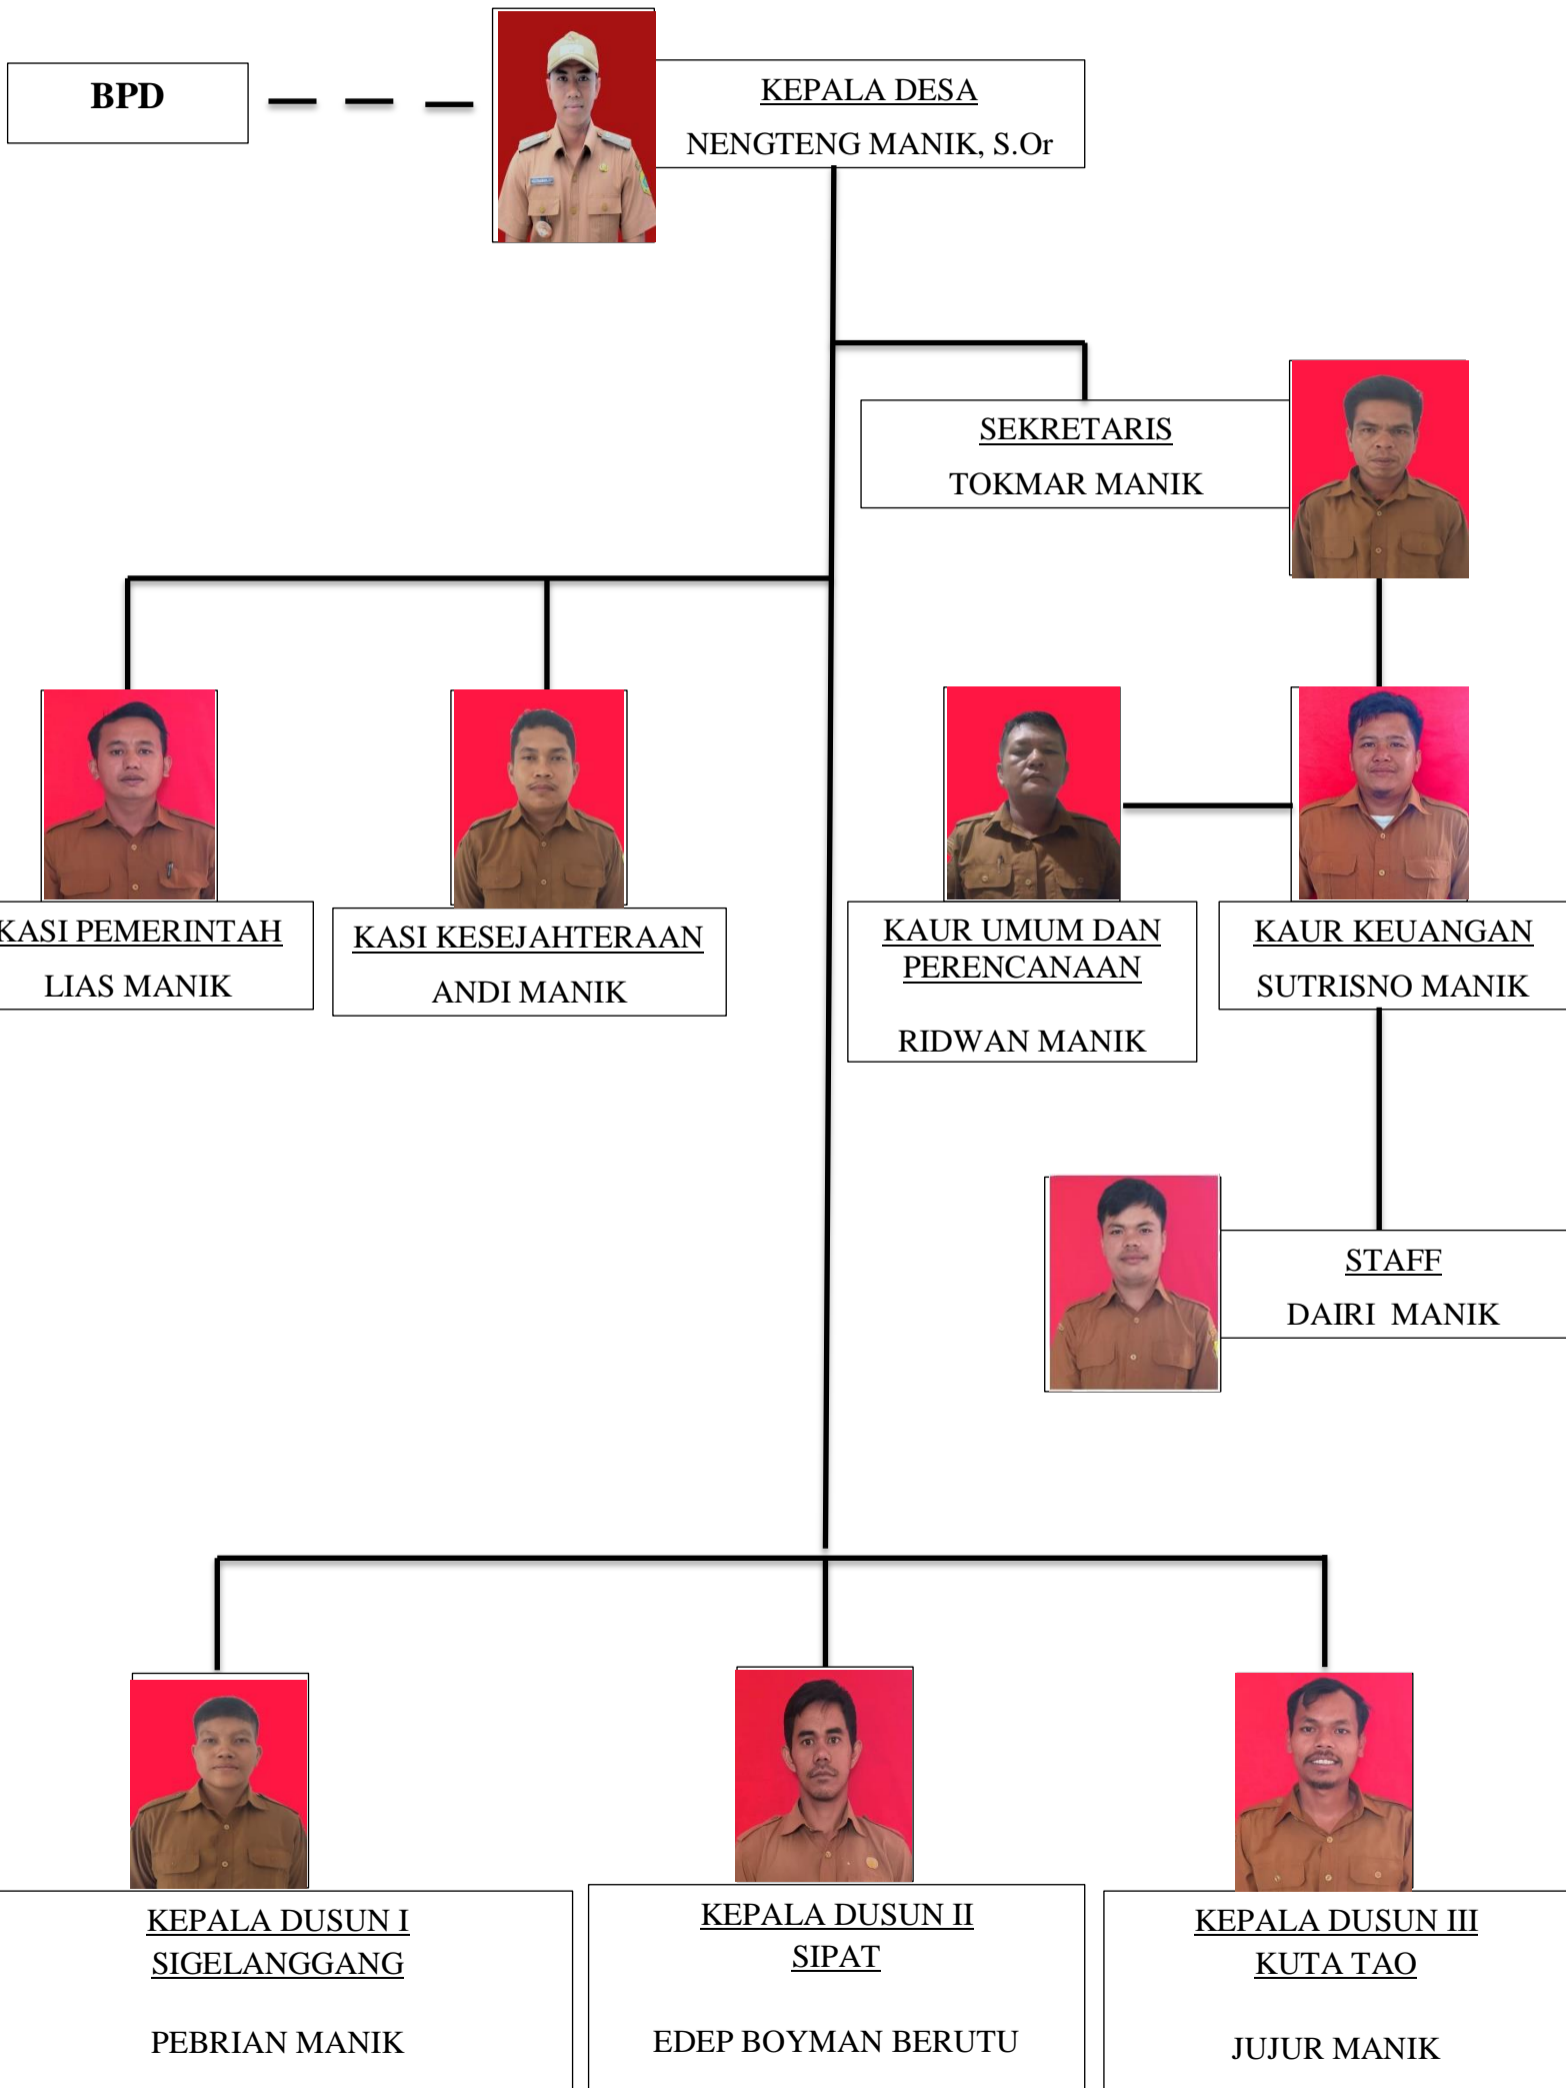 BPD
KEPALA DESA
NENGTENG MANIK, S.Or
SEKRETARIS
TOKMAR MANIK
KASI PEMERINTAH
LIAS MANIK
KASI KESEJAHTERAAN
ANDI MANIK
KAUR UMUM DAN
PERENCANAAN
RIDWAN MANIK
KAUR KEUANGAN
SUTRISNO MANIK
STAFF
DAIRI MANIK
KEPALA DUSUN I
SIGELANGGANG
PEBRIAN MANIK
KEPALA DUSUN II
SIPAT
EDEP BOYMAN BERUTU
KEPALA DUSUN III
KUTA TAO
JUJUR MANIK